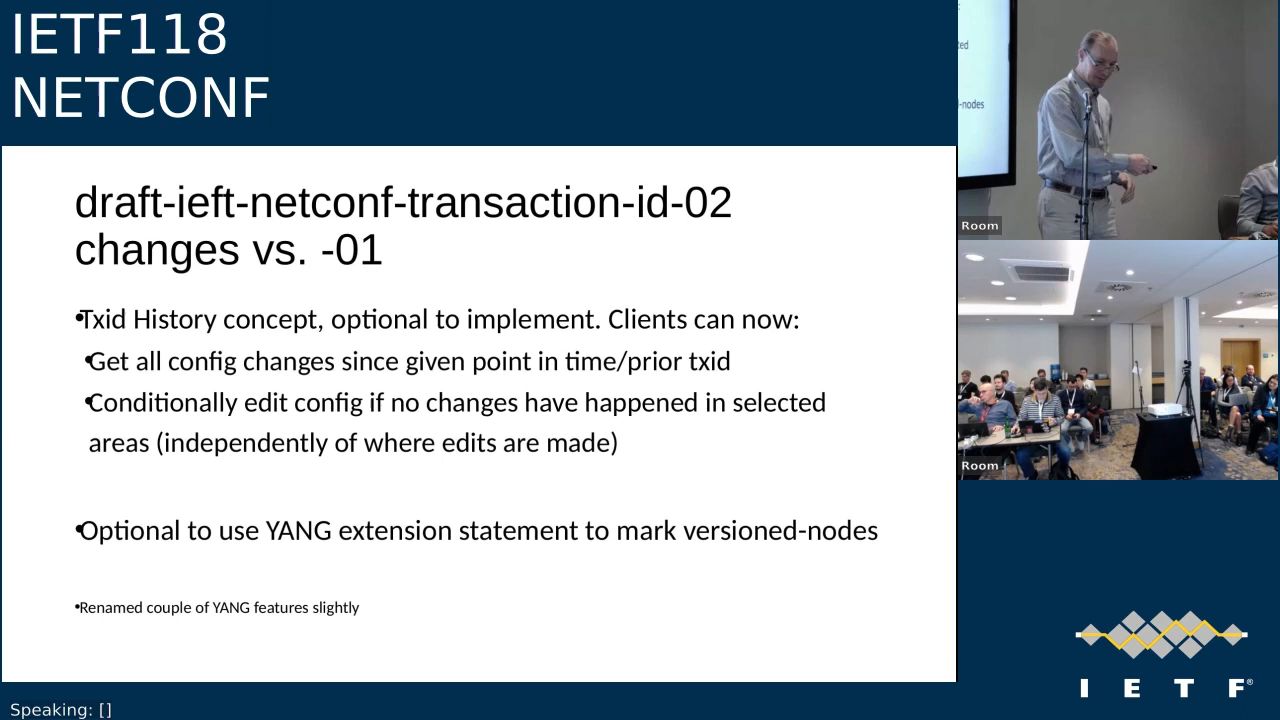 IETF118
NETCONF
draft-ieft-netconf-transaction-id-02
changes vs. -01
•Txid History concept, optional to implement. Clients can now:
•Get all config changes since given point in time/prior txid
•Conditionally edit config if no changes have happened in selected
areas (independently of where edits are made)
•Optional to use YANG extension statement to mark versioned-nodes
•Renamed couple of YANG features slightly
Speaking: []
Room
Room
I E T F®